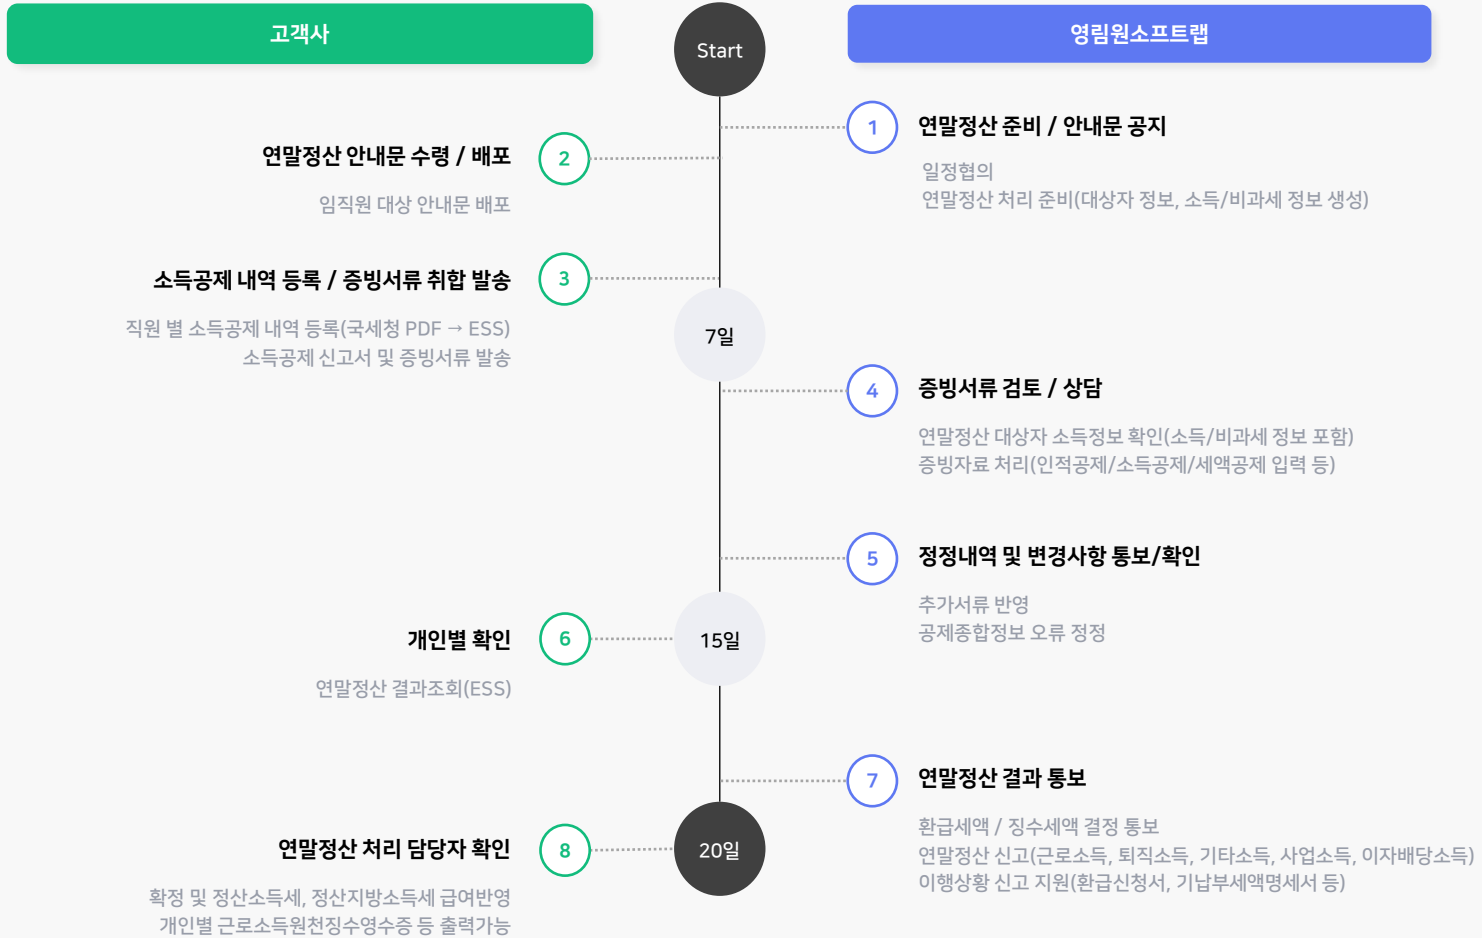 고객사
Start
영림원소프트랩
1
연말정산 준비 / 안내문 공지
일정협의
연말정산 처리 준비(대상자 정보, 소득/비과세 정보 생성)
연말정산 안내문 수령 / 배포
2
임직원 대상 안내문 배포
소득공제 내역 등록 / 증빙서류 취합 발송
3
직원 별 소득공제 내역 등록(국세청 PDF → ESS)
소득공제 신고서 및 증빙서류 발송
7일
4
증빙서류 검토 / 상담
연말정산 대상자 소득정보 확인(소득/비과세 정보 포함)
증빙자료 처리(인적공제/소득공제/세액공제 입력 등)
5
정정내역 및 변경사항 통보/확인
추가서류 반영
공제종합정보 오류 정정
개인별 확인
6
15일
연말정산 결과조회(ESS)
7
연말정산 결과 통보
환급세액 / 징수세액 결정 통보
연말정산 신고(근로소득, 퇴직소득, 기타소득, 사업소득, 이자배당소득)
이행상황 신고 지원(환급신청서, 기납부세액명세서 등)
연말정산 처리 담당자 확인
8
20일
확정 및 정산소득세, 정산지방소득세 급여반영
개인별 근로소득원천징수영수증 등 출력가능